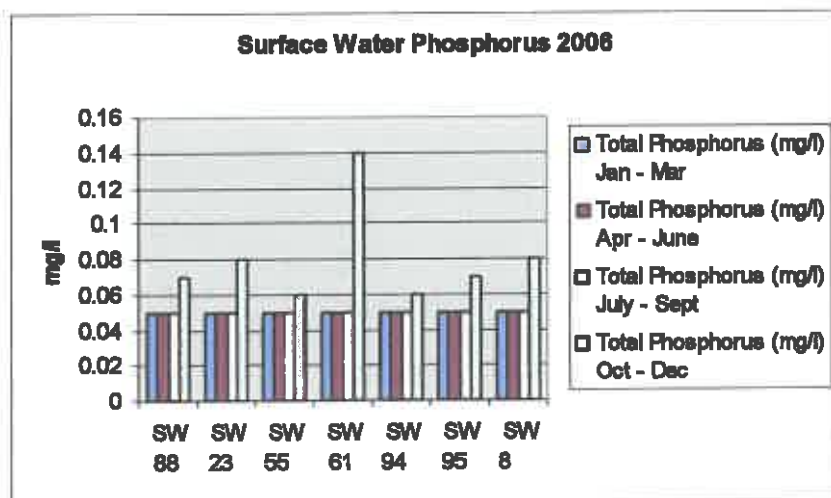 Surface Water Phosphorus 2006
0.16
0.14
0.12
0.1
0.08
0.06
0.04
0.02
0
mg/l
SW
88
SW
23
SW
55
SW
61
SW
94
SW
95
SW
8
Total Phosphorus (mg/l)
Jan - Mar
Total Phosphorus (mg/l)
Apr - June
Total Phosphorus (mg/l)
July - Sept
Total Phosphorus (mg/l)
Oct - Dec